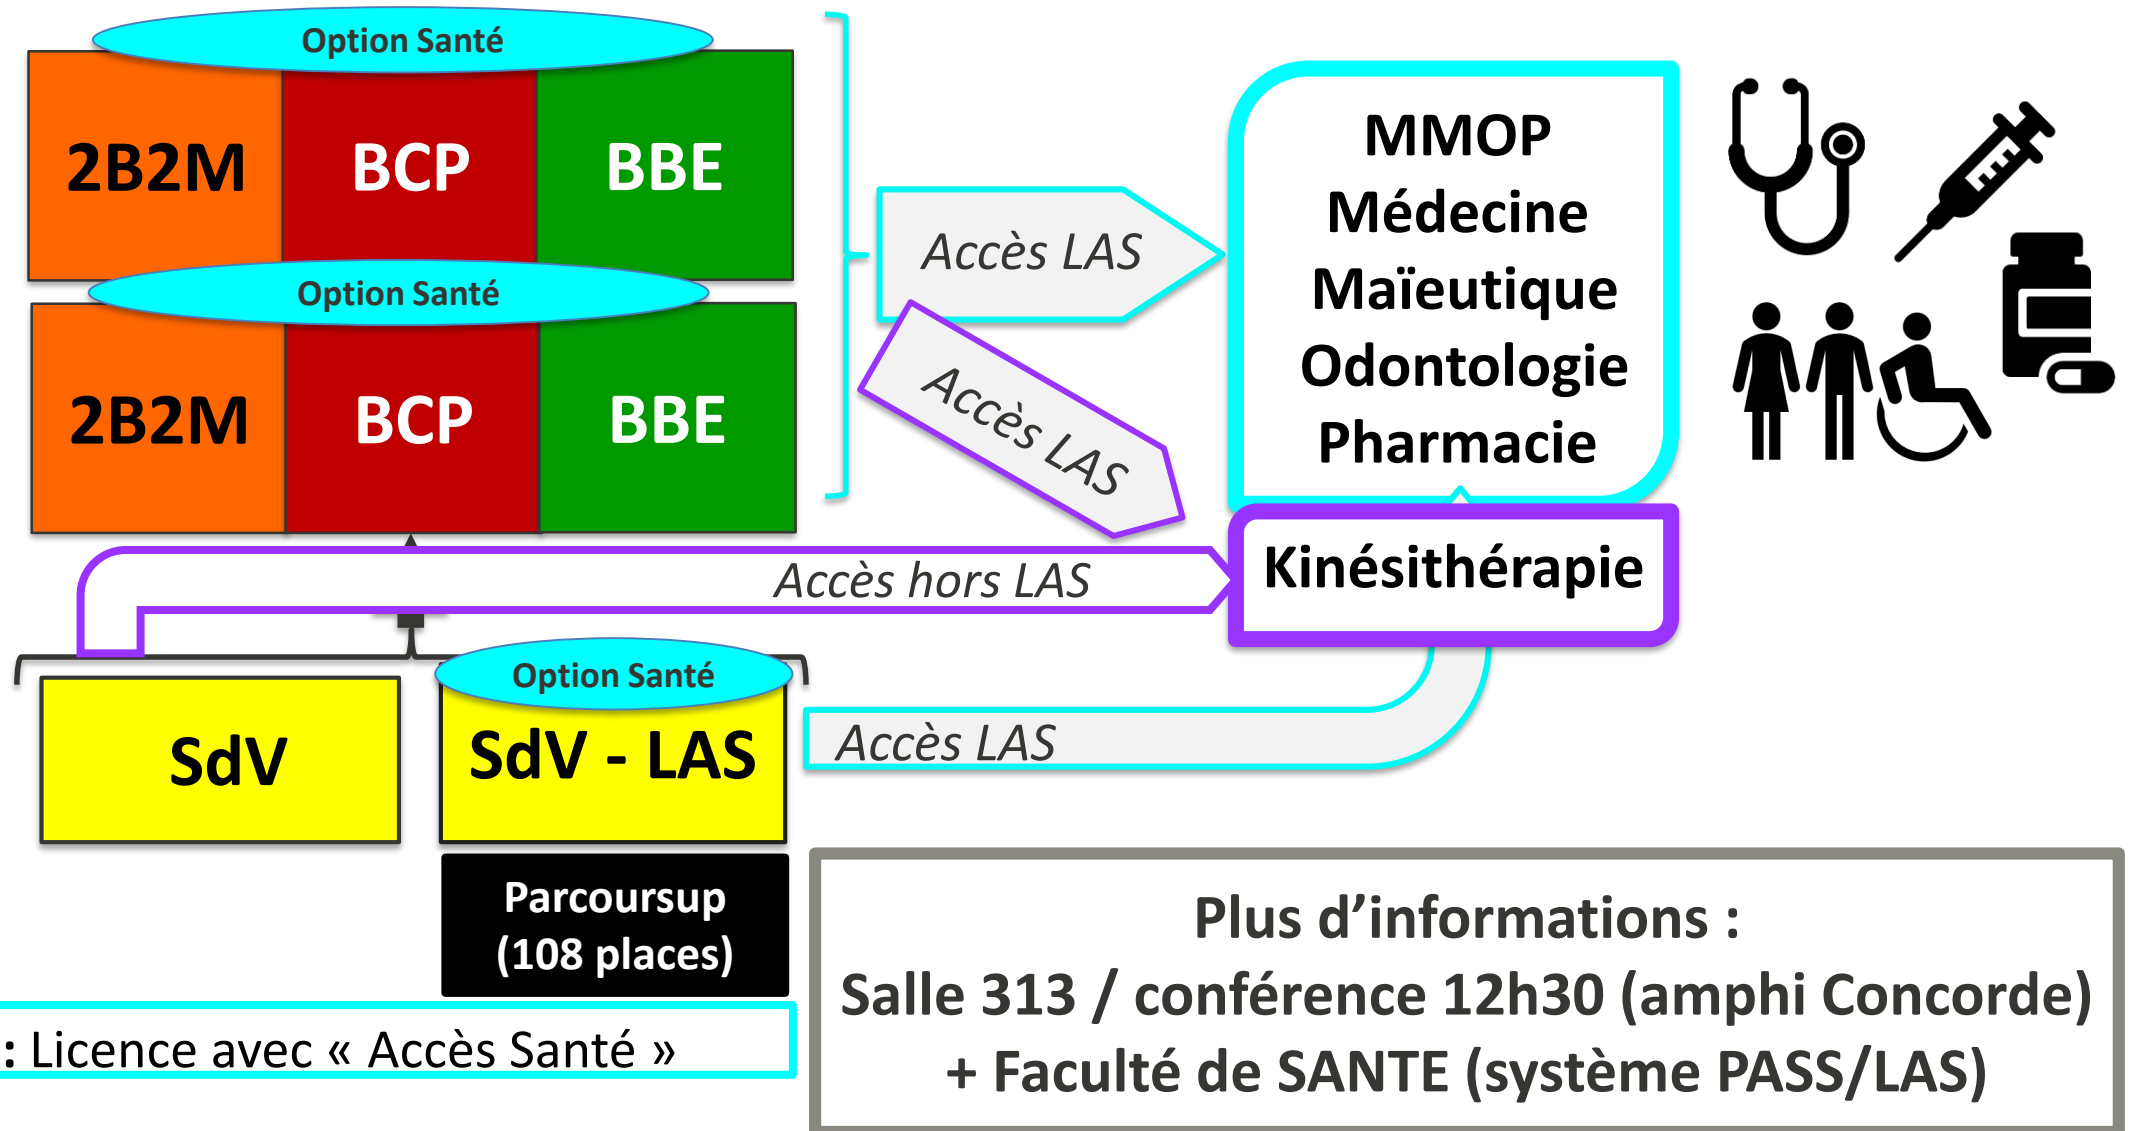 Option Santé
2B2M
BCP
BBE
Option Santé
2B2M
BCP
BBE
Accès LAS
Accès LAS
MMOP
Médecine
Maïeutique
Odontologie
Pharmacie
Kinésithérapie
Accès hors LAS
SdV
Option Santé
SdV - LAS
Accès LAS
Parcoursup
(108 places)
: Licence avec « Accès Santé »
Plus d’informations :
Salle 313 / conférence 12h30 (amphi Concorde)
+ Faculté de SANTE (système PASS/LAS)